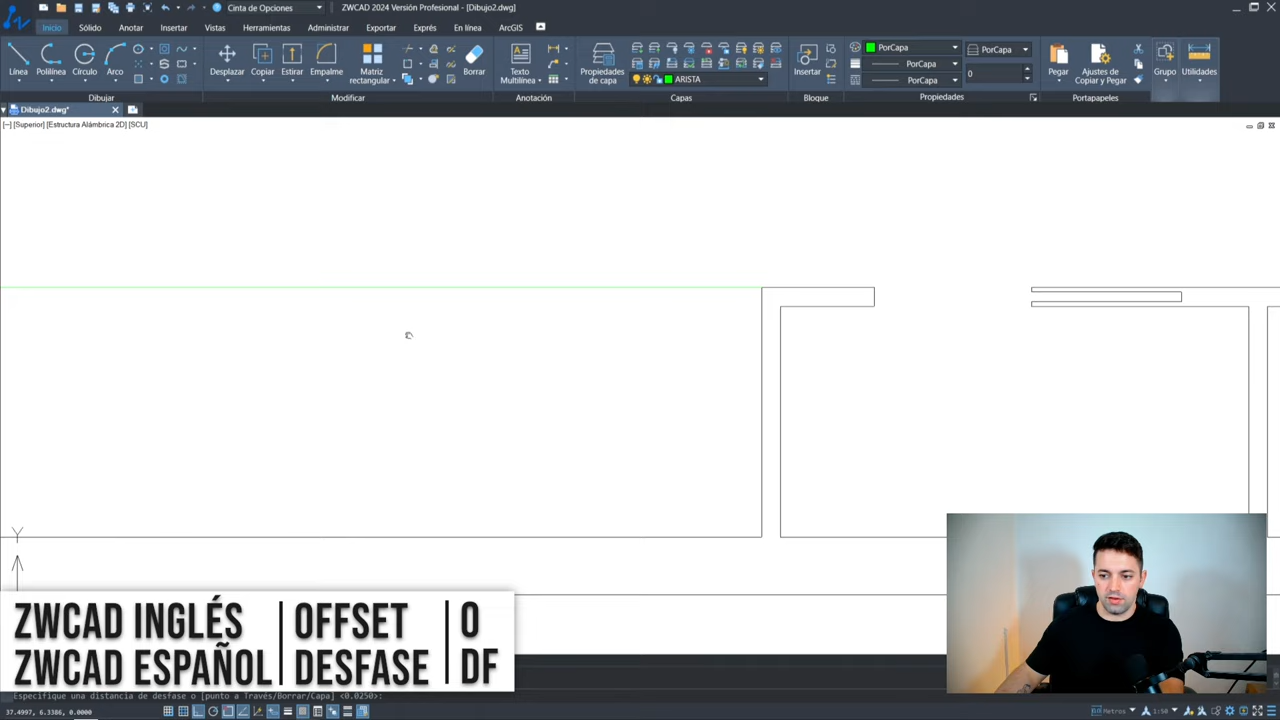 Cinta de Opciones
ZWCAD 2024 Versión Profesional - [Dibujo2.dwg]
Inicio Sólido Anotar Insertar Vistas Herramientas Administrar Exportar Exprés En línea ArcGIS
Línea Polilínea Círculo Arco Desplazar Copiar Estirar Empalme Matriz rectangular Borrar Texto Multilínea Propiedades de capa ARISTA Insertar PorCapa PorCapa PorCapa PorCapa 0 Pegar Ajustes de Copiar y Pegar Grupo Utilidades
Dibujar Modificar Anotación Capas Bloque Propiedades Portapapeles
Dibujo2.dwg*
[−] [Superior] [Estructura Alámbrica 2D] [SCU]
Y
ZWCAD INGLÉS OFFSET O
ZWCAD ESPAÑOL DESFASE DF
Especifique una distancia de desfase o [punto a Través/Borrar/Capa] <0.0250>:
37.4997, 6.3386, 0.0000 Metros 1:50